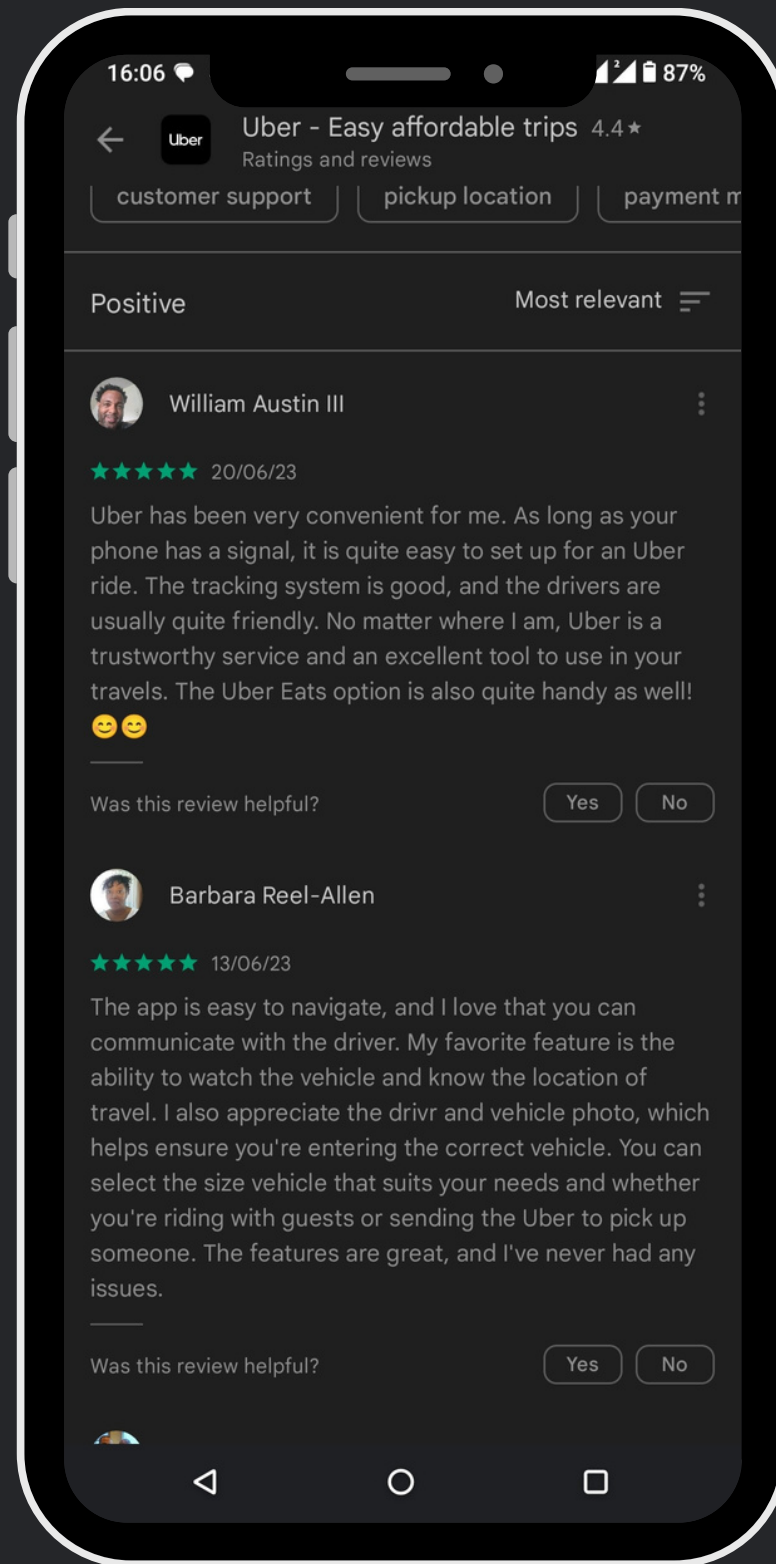 16:06
2
87%
Uber
Uber - Easy affordable trips 4.4★
Ratings and reviews
customer support
pickup location
payment m
Positive
Most relevant
William Austin III
20/06/23
Uber has been very convenient for me. As long as your
phone has a signal, it is quite easy to set up for an Uber
ride. The tracking system is good, and the drivers are
usually quite friendly. No matter where I am, Uber is a
trustworthy service and an excellent tool to use in your
travels. The Uber Eats option is also quite handy as well!
😊😊
Was this review helpful?
Yes
No
Barbara Reel-Allen
13/06/23
The app is easy to navigate, and I love that you can
communicate with the driver. My favorite feature is the
ability to watch the vehicle and know the location of
travel. I also appreciate the drivr and vehicle photo, which
helps ensure you're entering the correct vehicle. You can
select the size vehicle that suits your needs and whether
you're riding with guests or sending the Uber to pick up
someone. The features are great, and I've never had any
issues.
Was this review helpful?
Yes
No